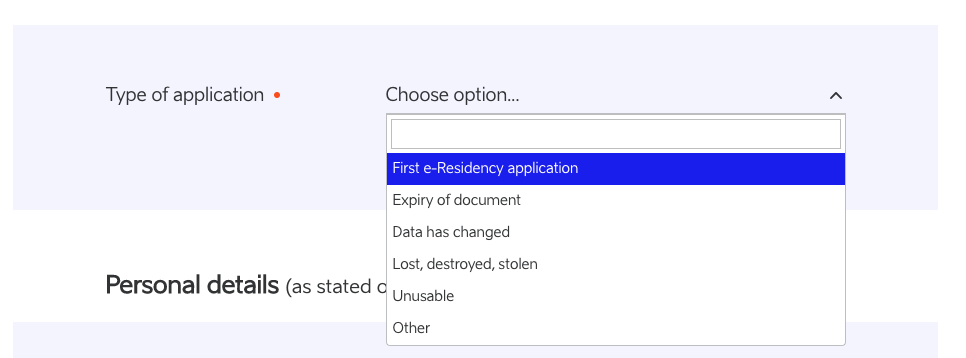 Type of application
Choose option...
First e-Residency application
Expiry of document
Data has changed
Lost, destroyed, stolen
Unusable
Other
Personal details (as stated